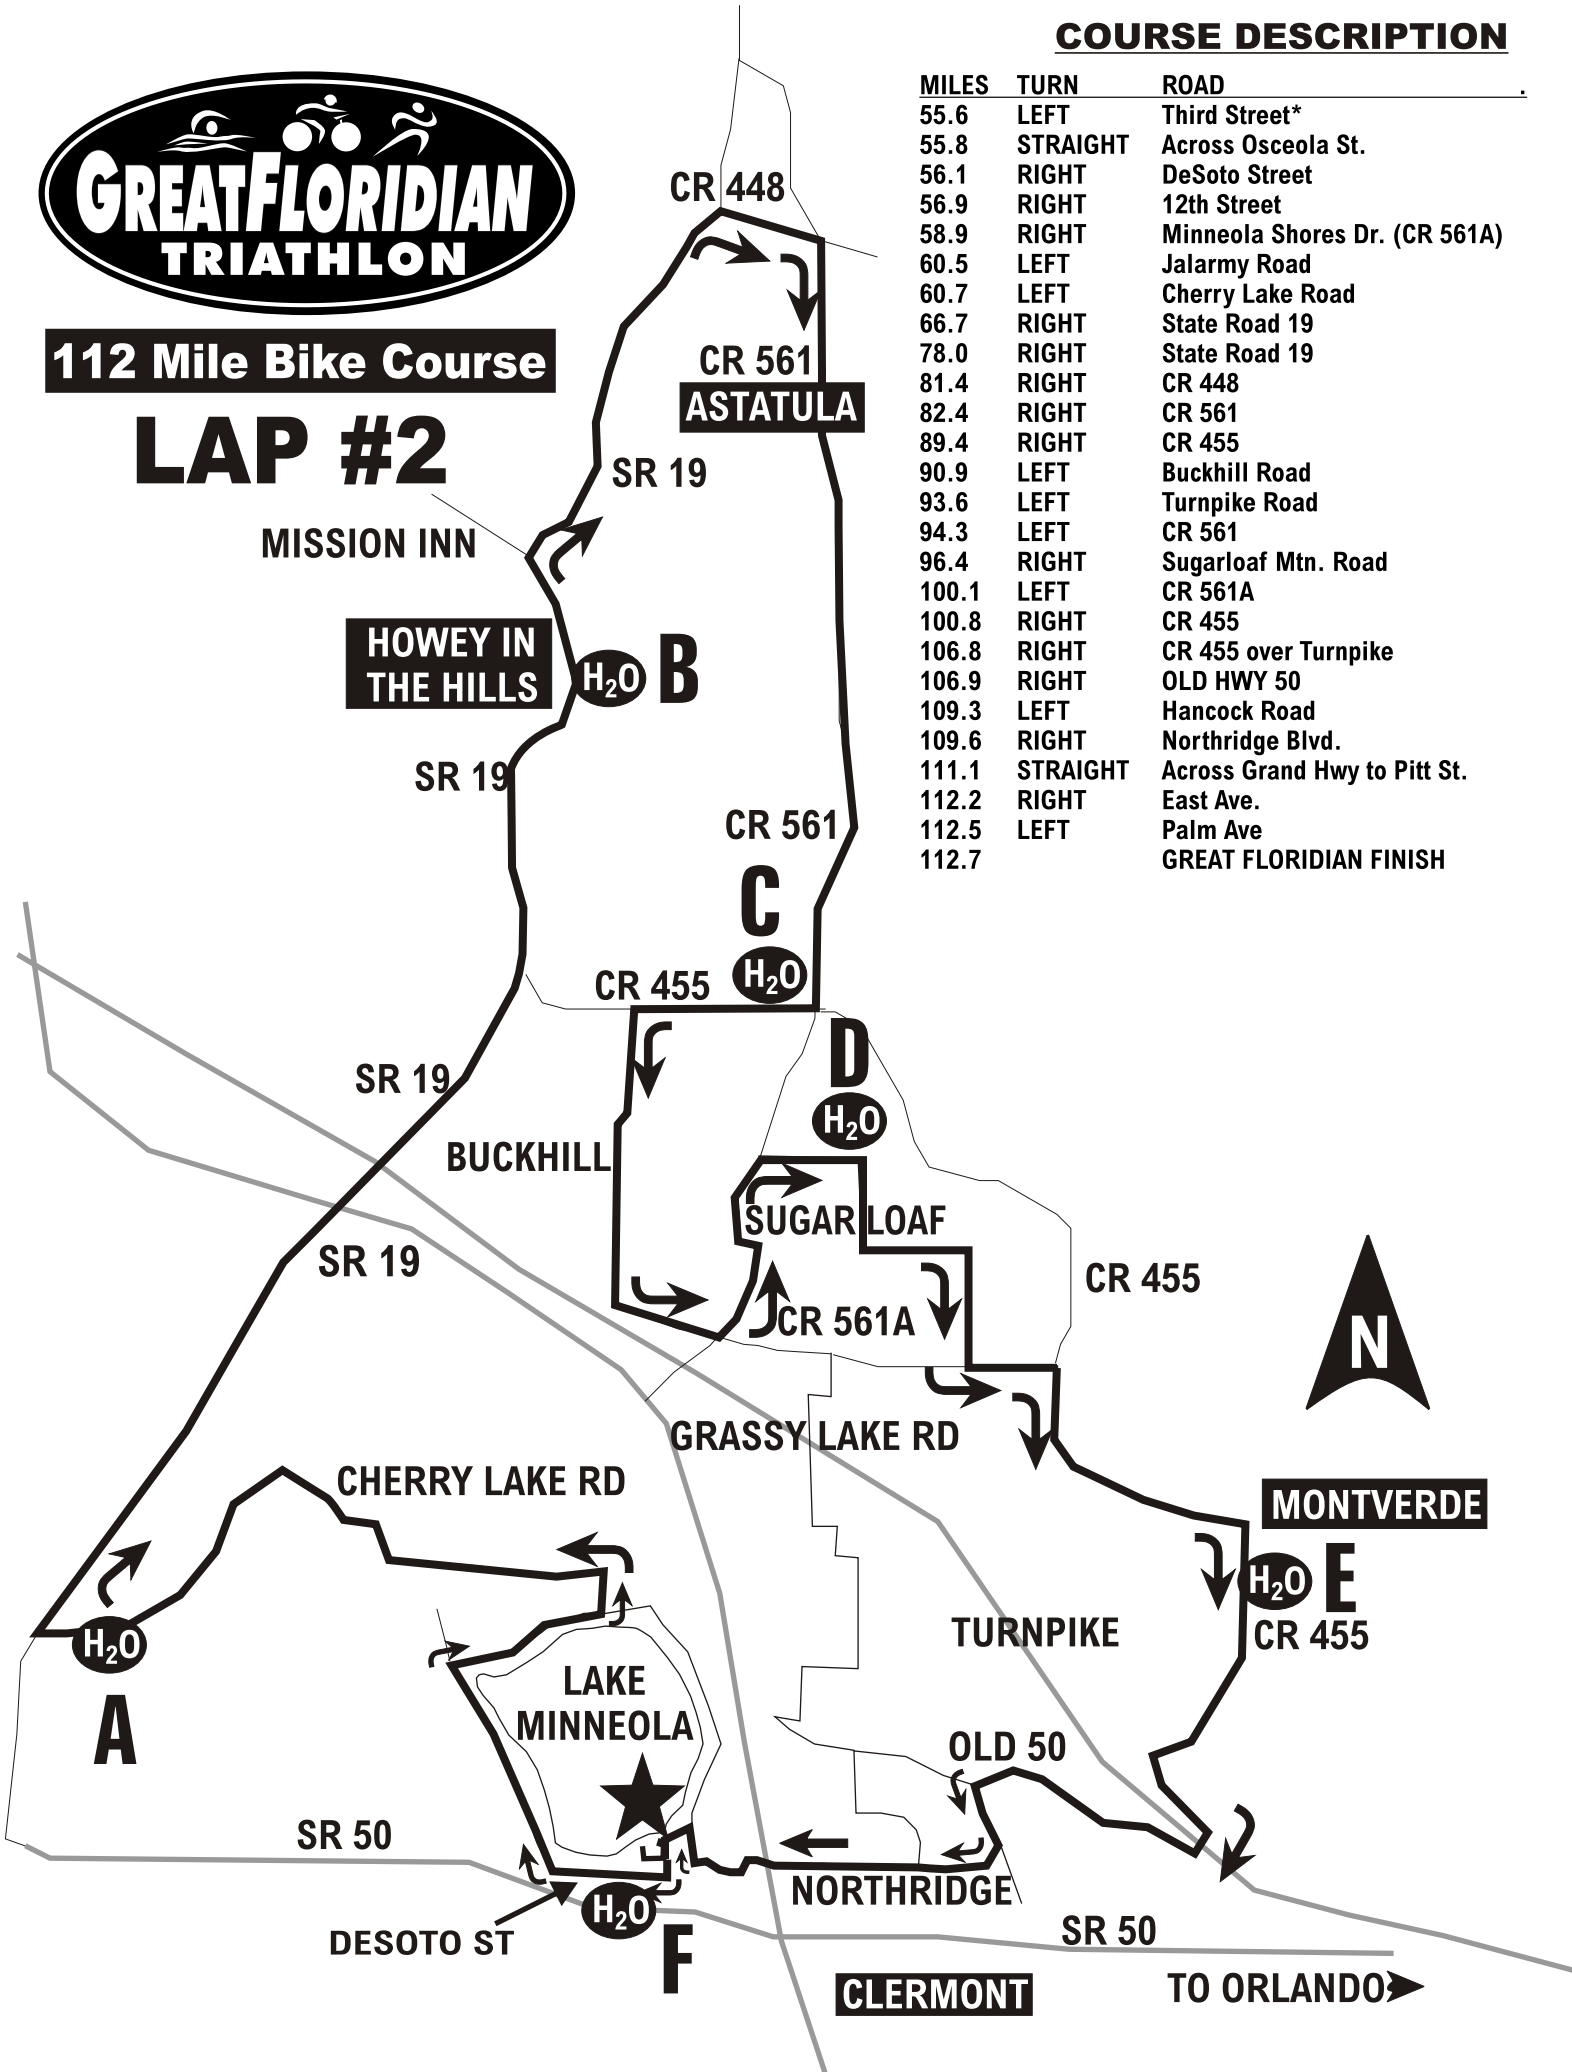 GREATFLORIDIAN
TRIATHLON
112 Mile Bike Course
LAP #2
COURSE DESCRIPTION
MILES TURN ROAD .
55.6 LEFT Third Street*
55.8 STRAIGHT Across Osceola St.
56.1 RIGHT DeSoto Street
56.9 RIGHT 12th Street
58.9 RIGHT Minneola Shores Dr. (CR 561A)
60.5 LEFT Jalarmy Road
60.7 LEFT Cherry Lake Road
66.7 RIGHT State Road 19
78.0 RIGHT State Road 19
81.4 RIGHT CR 448
82.4 RIGHT CR 561
89.4 RIGHT CR 455
90.9 LEFT Buckhill Road
93.6 LEFT Turnpike Road
94.3 LEFT CR 561
96.4 RIGHT Sugarloaf Mtn. Road
100.1 LEFT CR 561A
100.8 RIGHT CR 455
106.8 RIGHT CR 455 over Turnpike
106.9 RIGHT OLD HWY 50
109.3 LEFT Hancock Road
109.6 RIGHT Northridge Blvd.
111.1 STRAIGHT Across Grand Hwy to Pitt St.
112.2 RIGHT East Ave.
112.5 LEFT Palm Ave
112.7 GREAT FLORIDIAN FINISH
CR 448
CR 561
ASTATULA
SR 19
MISSION INN
HOWEY IN
THE HILLS
H2O B
SR 19
CR 561
C
H2O
CR 455
D
H2O
SR 19
BUCKHILL
SUGAR LOAF
SR 19
CR 455
CR 561A
N
GRASSY LAKE RD
CHERRY LAKE RD
MONTVERDE
H2O E
CR 455
TURNPIKE
H2O
A
LAKE
MINNEOLA
OLD 50
SR 50
NORTHRIDGE
H2O
F
DESOTO ST
SR 50
CLERMONT
TO ORLANDO